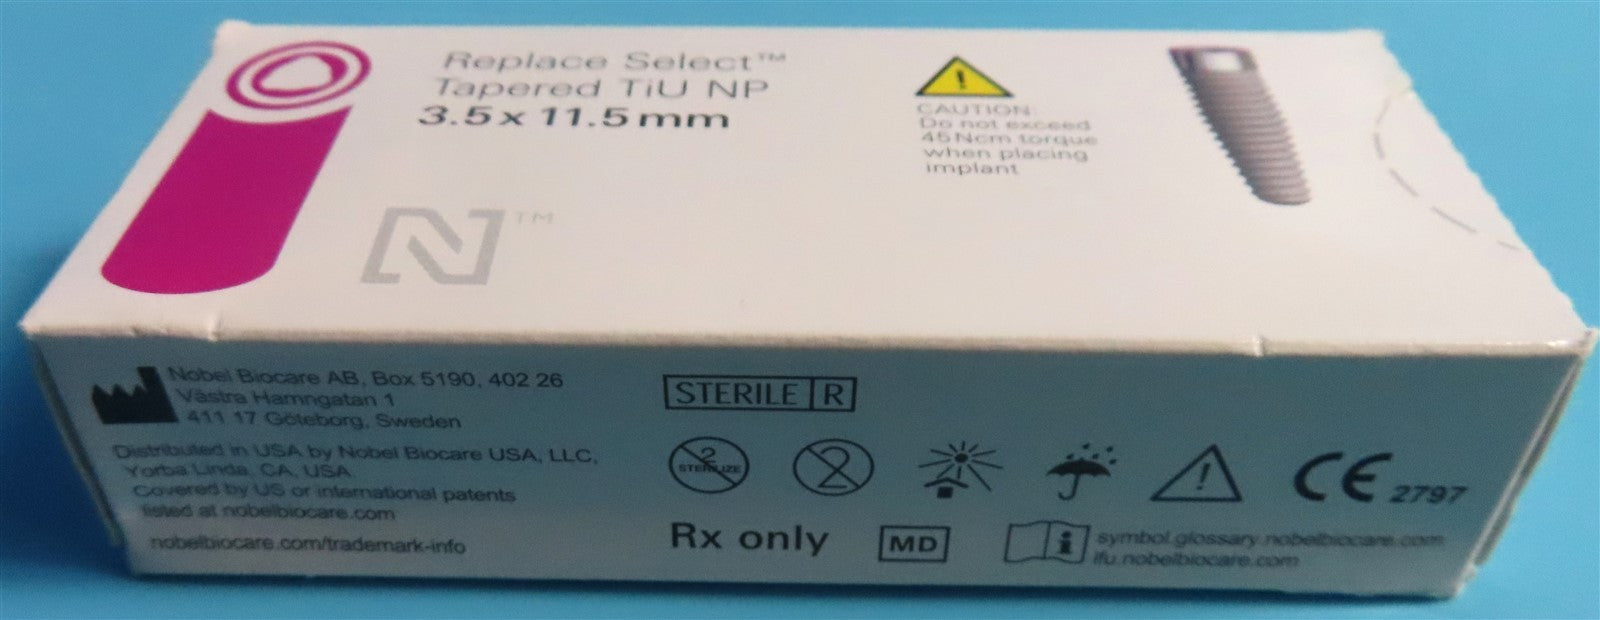 Replace Select™
Tapered TiU NP
3.5 x 11.5 mm
N™
CAUTION:
Do not exceed
45 Ncm torque
when placing
implant
Nobel Biocare AB, Box 5190, 402 26
Västra Hamngatan 1
411 17 Göteborg, Sweden
Distributed in USA by Nobel Biocare USA, LLC,
Yorba Linda, CA, USA
Covered by US or international patents
listed at nobelbiocare.com
nobelbiocare.com/trademark-info
STERILE R
2
STERILIZE
2
CE 2797
Rx only
MD
symbol.glossary.nobelbiocare.com
ifu.nobelbiocare.com